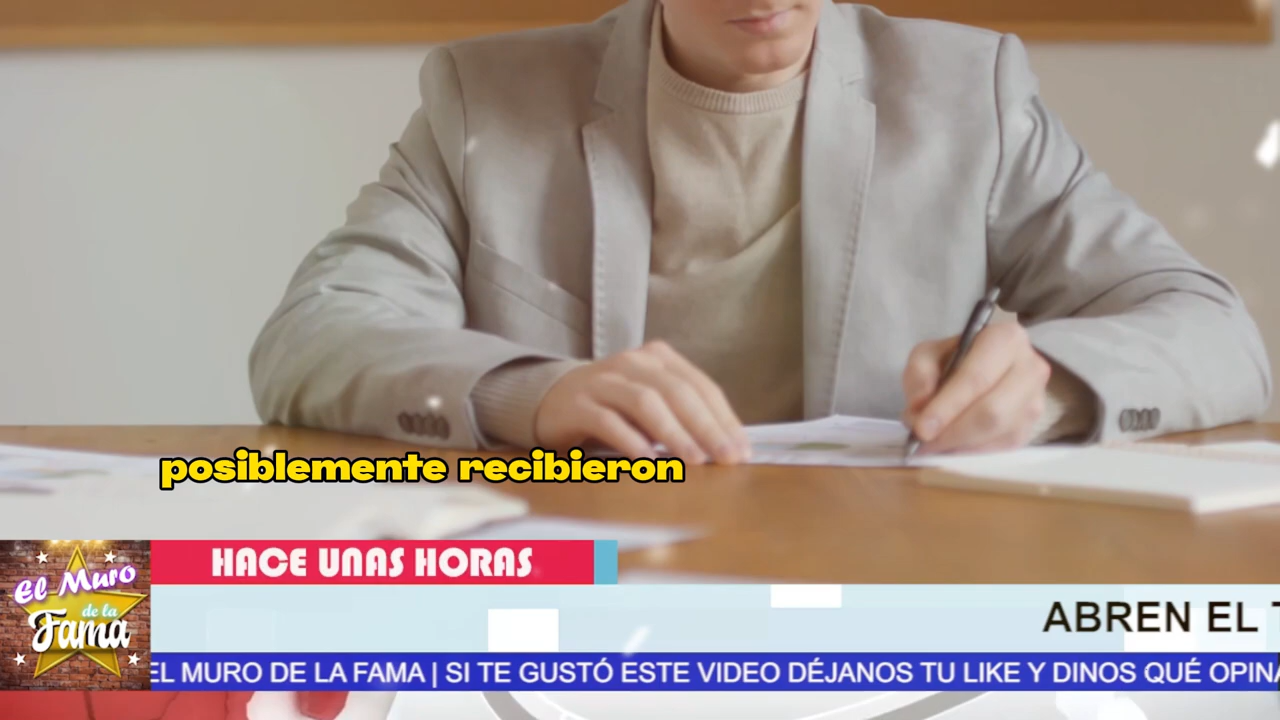 posiblemente recibieron
HACE UNAS HORAS
El Muro
de la
Fama
ABREN EL
EL MURO DE LA FAMA | SI TE GUSTÓ ESTE VIDEO DÉJANOS TU LIKE Y DINOS QUÉ